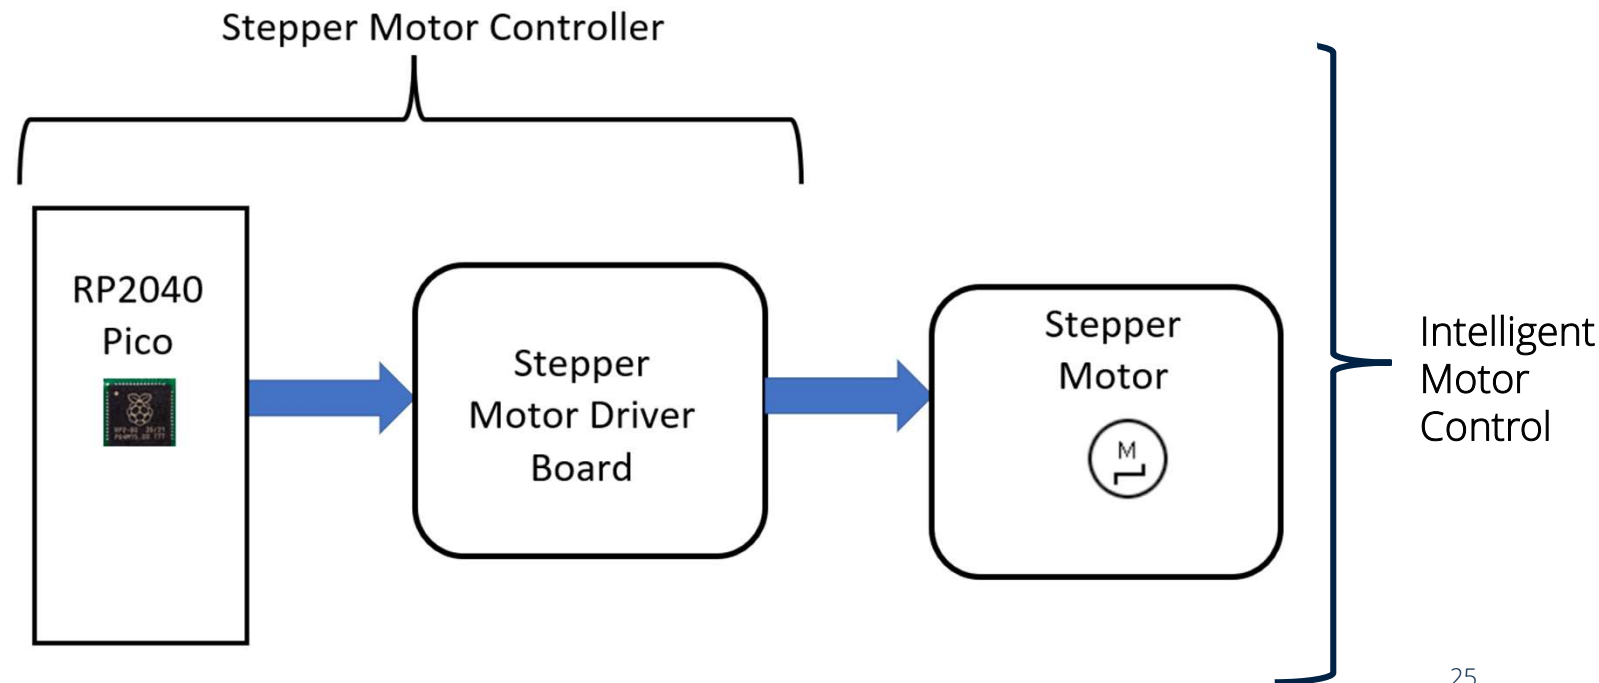 Stepper Motor Controller
RP2040
Pico
Stepper
Motor Driver
Board
Stepper
Motor
M
Intelligent
Motor
Control
25